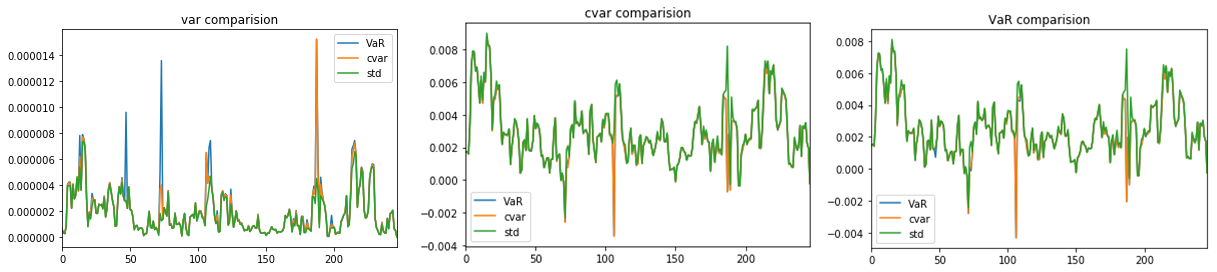 var comparision
0.000014
0.000012
0.000010
0.000008
0.000006
0.000004
0.000002
0.000000
0 50 100 150 200
VaR
cvar
std
cvar comparision
0.008
0.006
0.004
0.002
0.000
−0.002
−0.004
0 50 100 150 200
VaR
cvar
std
VaR comparision
0.008
0.006
0.004
0.002
0.000
−0.002
−0.004
0 50 100 150 200
VaR
cvar
std